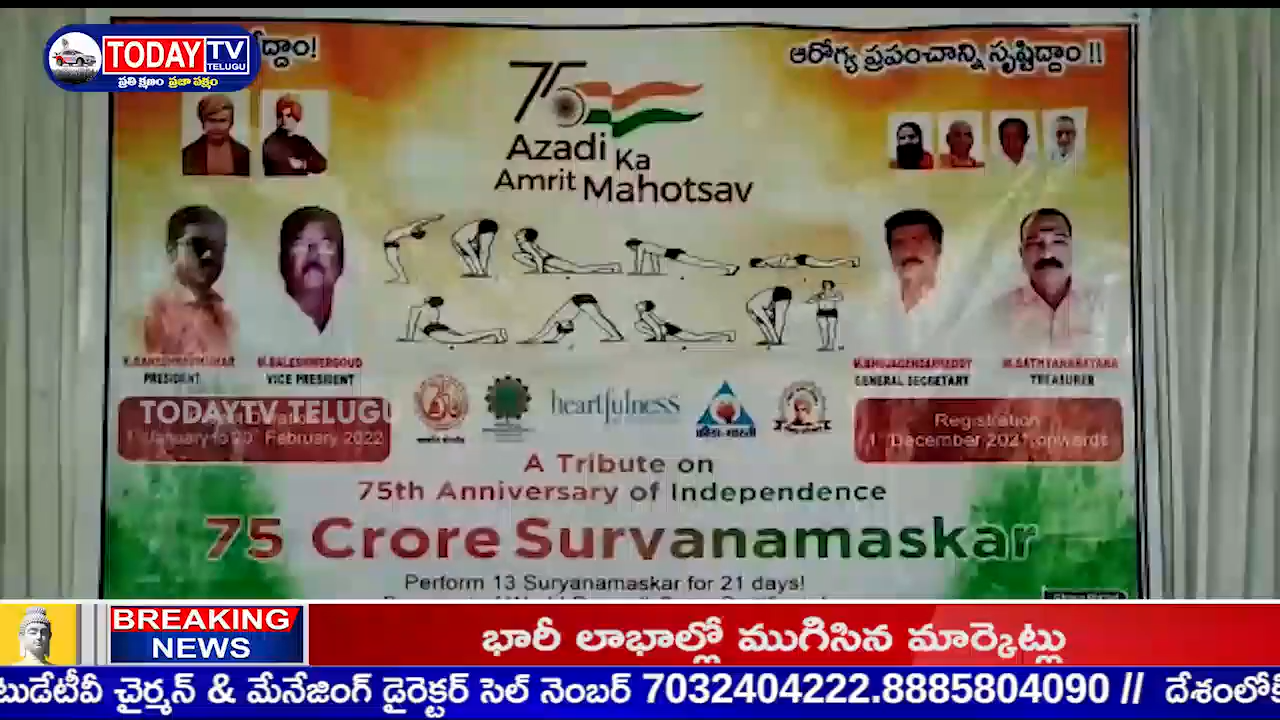 TODAY TV
TELUGU
ప్రతి క్షణం ప్రజా పక్షం
ఆరోగ్య ప్రపంచాన్ని సృష్టిద్దాం !!
75
Azadi Ka
Amrit Mahotsav
PRESIDENT
VICE PRESIDENT
GENERAL SECRETARY
TREASURER
TODAYTV TELUGU
February 2022
Registration
December 2021 onwards
heartfulness
A Tribute on
75th Anniversary of Independence
75 Crore Survanamaskar
Perform 13 Suryanamaskar for 21 days!
BREAKING
NEWS
భారీ లాభాల్లో ముగిసిన మార్కెట్లు
టుడేటీవీ చైర్మన్ & మేనేజింగ్ డైరెక్టర్ సెల్ నెంబర్ 7032404222.8885804090 // దేశంలోకి